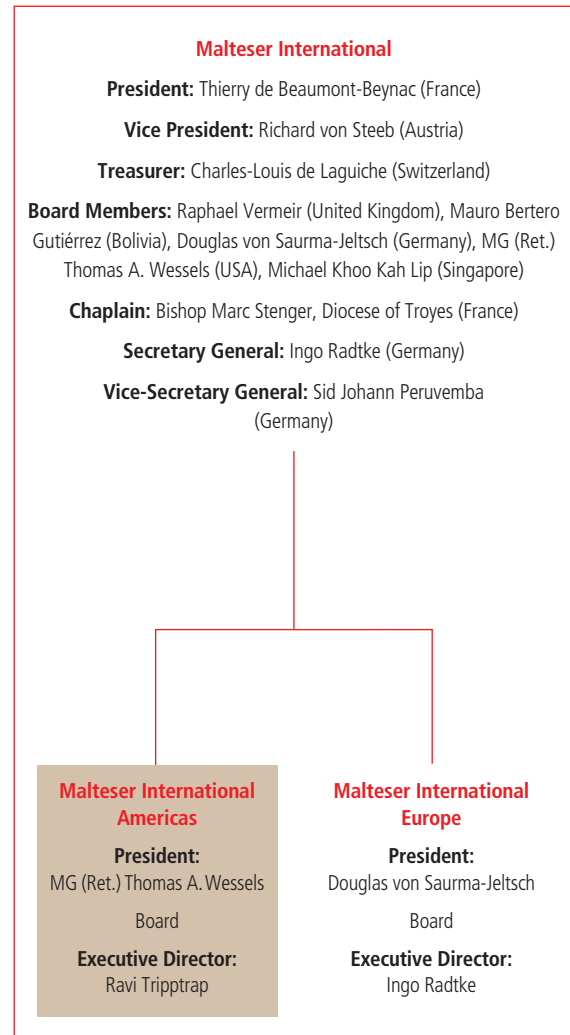 Malteser International
President: Thierry de Beaumont-Beynac (France)
Vice President: Richard von Steeb (Austria)
Treasurer: Charles-Louis de Laguiche (Switzerland)
Board Members: Raphael Vermeir (United Kingdom), Mauro Bertero
Gutiérrez (Bolivia), Douglas von Saurma-Jeltsch (Germany), MG (Ret.)
Thomas A. Wessels (USA), Michael Khoo Kah Lip (Singapore)
Chaplain: Bishop Marc Stenger, Diocese of Troyes (France)
Secretary General: Ingo Radtke (Germany)
Vice-Secretary General: Sid Johann Peruvemba
(Germany)
Malteser International
Americas
President:
MG (Ret.) Thomas A. Wessels
Board
Executive Director:
Ravi Tripptrap
Malteser International
Europe
President:
Douglas von Saurma-Jeltsch
Board
Executive Director:
Ingo Radtke